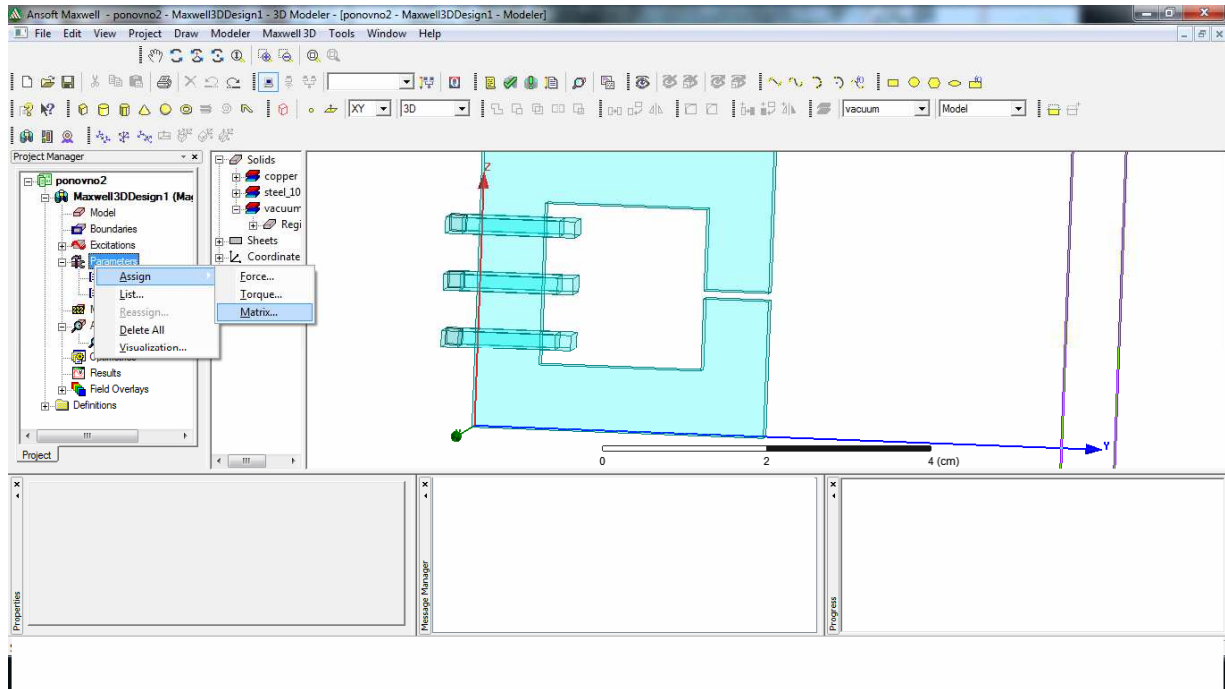 Ansoft Maxwell - ponovno2 - Maxwell3DDesign1 - 3D Modeler - [ponovno2 - Maxwell3DDesign1 - Modeler]
File Edit View Project Draw Modeler Maxwell 3D Tools Window Help
XY 3D vacuum Model
Project Manager
ponovno2
Maxwell3DDesign1 (Mag
Model
Boundaries
Excitations
Parameters
Results
Field Overlays
Definitions
Project
Assign
List...
Reassign...
Delete All
Visualization...
Force...
Torque...
Matrix...
Solids
copper
steel_10
vacuum
Regi
Sheets
Coordinate
Z
Y
0 2 4 (cm)
Properties
Message Manager
Progress